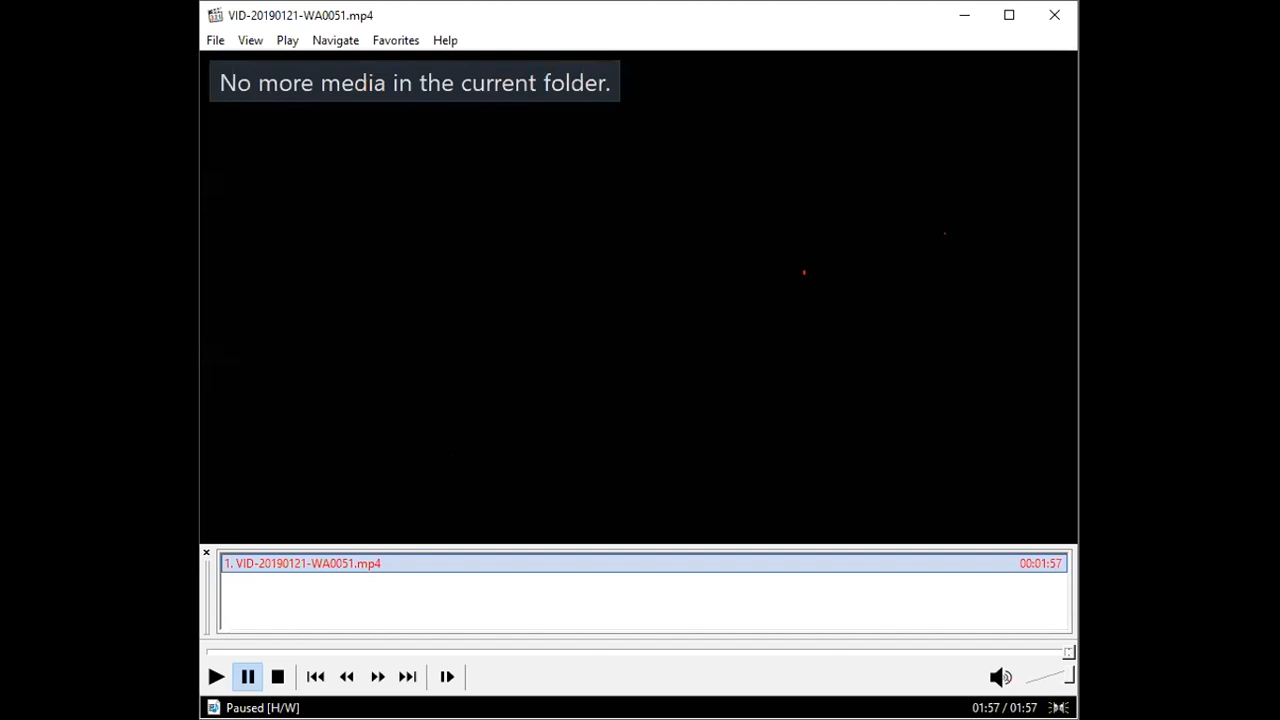 VID-20190121-WA0051.mp4
File View Play Navigate Favorites Help
No more media in the current folder.
1. VID-20190121-WA0051.mp4 00:01:57
Paused [H/W] 01:57 / 01:57